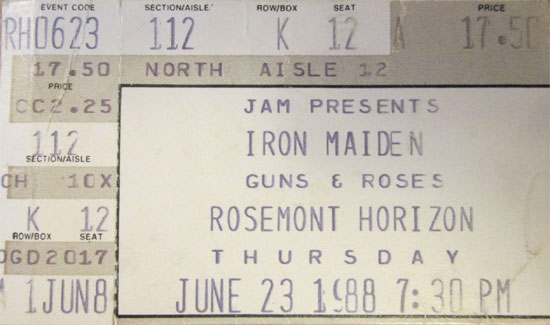 EVENT CODE SECTION/AISLE ROW/BOX SEAT PRICE
RH0623 112 K 12 A 17.50
17.50 NORTH AISLE 12
PRICE
CC2.25 JAM PRESENTS
112 IRON MAIDEN
SECTION/AISLE
CH 10X GUNS & ROSES
K 12 ROSEMONT HORIZON
ROW/BOX SEAT
DGD2017 THURSDAY
1JUN8 JUNE 23 1988 7:30 PM